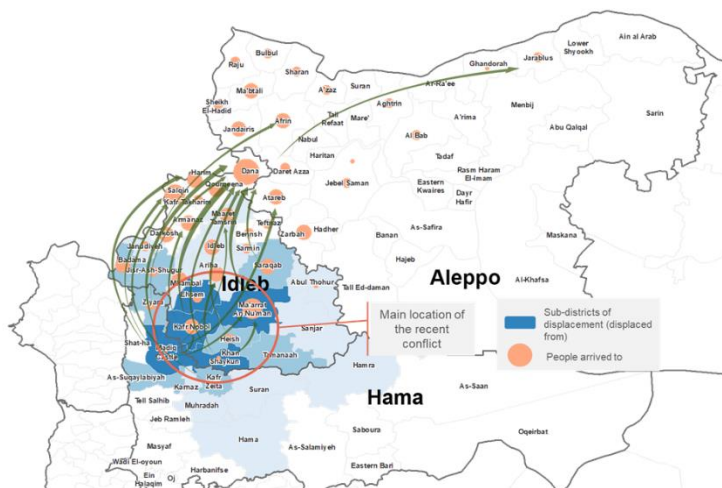 Bulbul
Raju
Sharan
Ma'btali
A'zaz
Suran
Sheikh
El-Hadid
Jandairis
Afrin
Tall
Refaat
Mare'
Aghtrin
Ar-Ra'ee
Ghandorah
Jarablus
Lower
Shyookh
Ain al Arab
Menbij
Sarin
A'rima
Abu Qalqal
Nabul
Al Bab
Tadaf
Haritan
Harim
Dana
Daret Azza
Qourqeena
Salqin
Kafr Takharim
Jebel Saman
Eastern
Kwaires
Rasm Haram
El-Imam
Dayr
Hafir
Atareb
Armanaz
Maaret
Tamsrin
Teftnaz
Zarbah
Hadher
As-Safira
Banan
Maskana
Darkosh
Janudiyeh
Idleb
Bennsh
Sarmin
Badama
Jisr-Ash-Shugur
Ariha
Saraqab
Hajeb
Idleb
Aleppo
Al-Khafsa
Mhambal
Ehsem
Abul Thohur
Tall Ed-daman
Ziyara
Ma'arrat
An Nu'man
Main location of
the recent
conflict
Sub-districts of
displacement (displaced
from)
People arrived to
Kafr Nobol
Sanjar
Shat-ha
Heish
Khan
Shaykun
Tamanaah
Hamra
As-Suqaylabiyah
Karnaz
Kafr
Zeita
Suran
Hama
As-Saan
Tell Salhib
Muhradah
Jeb Ramleh
Hama
Saboura
Oqeirbat
Masyaf
As-Salamiyeh
Wadi El-oyoun
Ein
Halaqim
Oj
Harbanifse
Eastern Bari